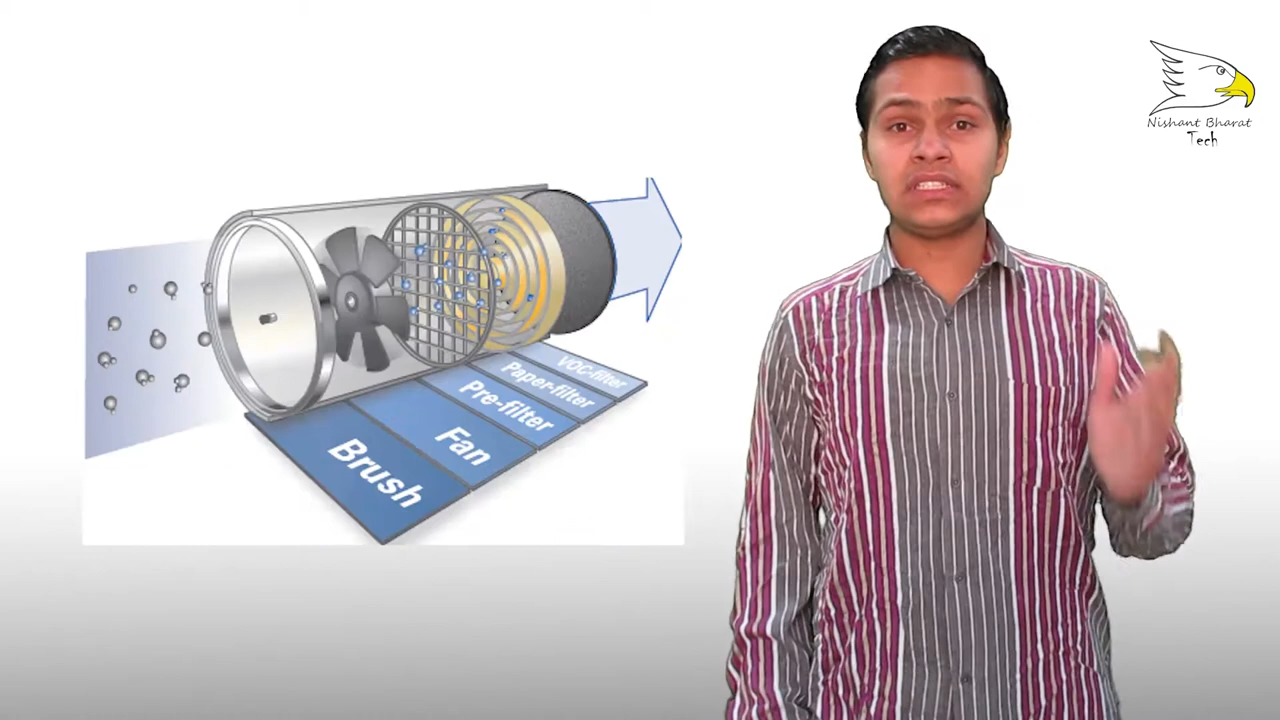 Nishant Bharat
Tech
VOC-filter
Paper-filter
Pre-filter
Fan
Brush